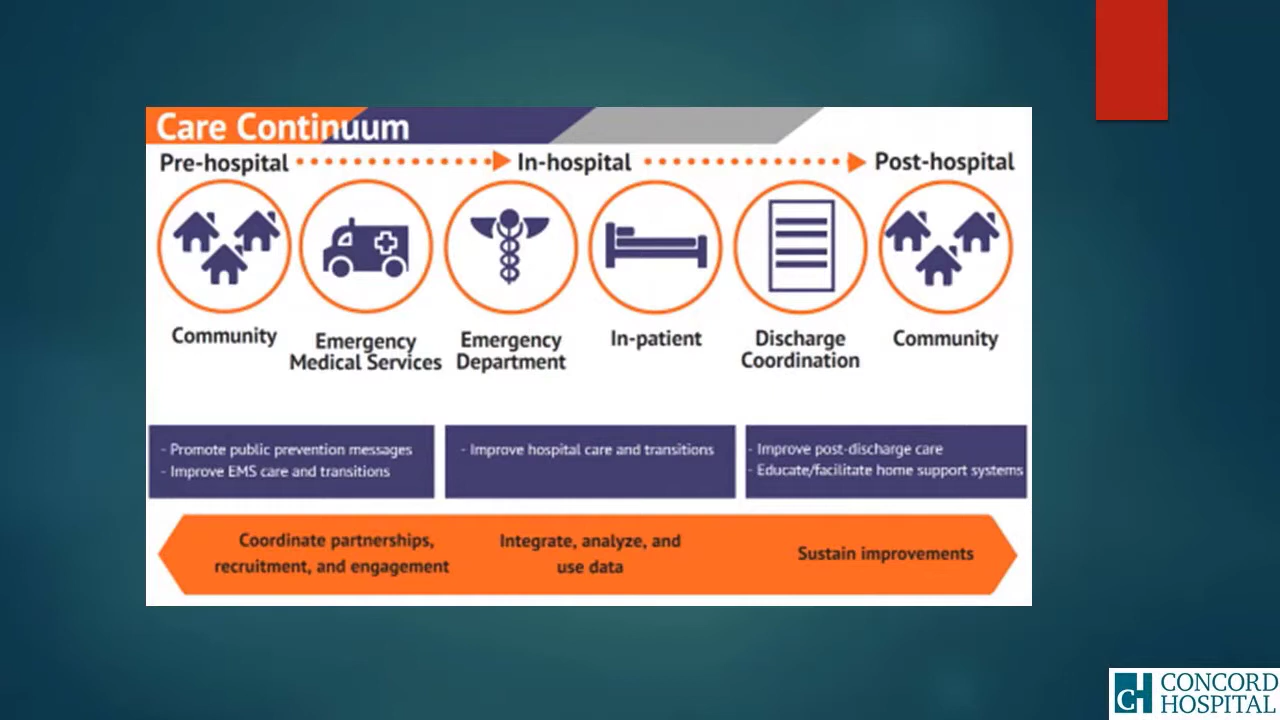 Care Continuum
Pre-hospital
In-hospital
Post-hospital
Community
Emergency
Medical Services
Emergency
Department
In-patient
Discharge
Coordination
Community
- Promote public prevention messages
- Improve EMS care and transitions
- Improve hospital care and transitions
- Improve post-discharge care
- Educate/facilitate home support systems
Coordinate partnerships,
recruitment, and engagement
Integrate, analyze, and
use data
Sustain improvements
CH
CONCORD
HOSPITAL